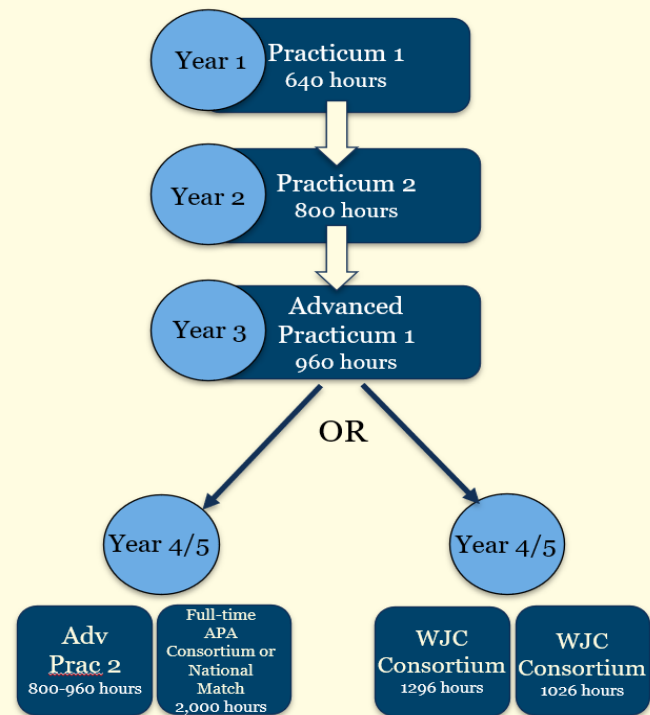 Year 1
Practicum 1
640 hours
Year 2
Practicum 2
800 hours
Year 3
Advanced
Practicum 1
960 hours
OR
Year 4/5
Year 4/5
Adv
Prac 2
800-960 hours
Full-time
APA
Consortium or
National
Match
2,000 hours
WJC
Consortium
1296 hours
WJC
Consortium
1026 hours